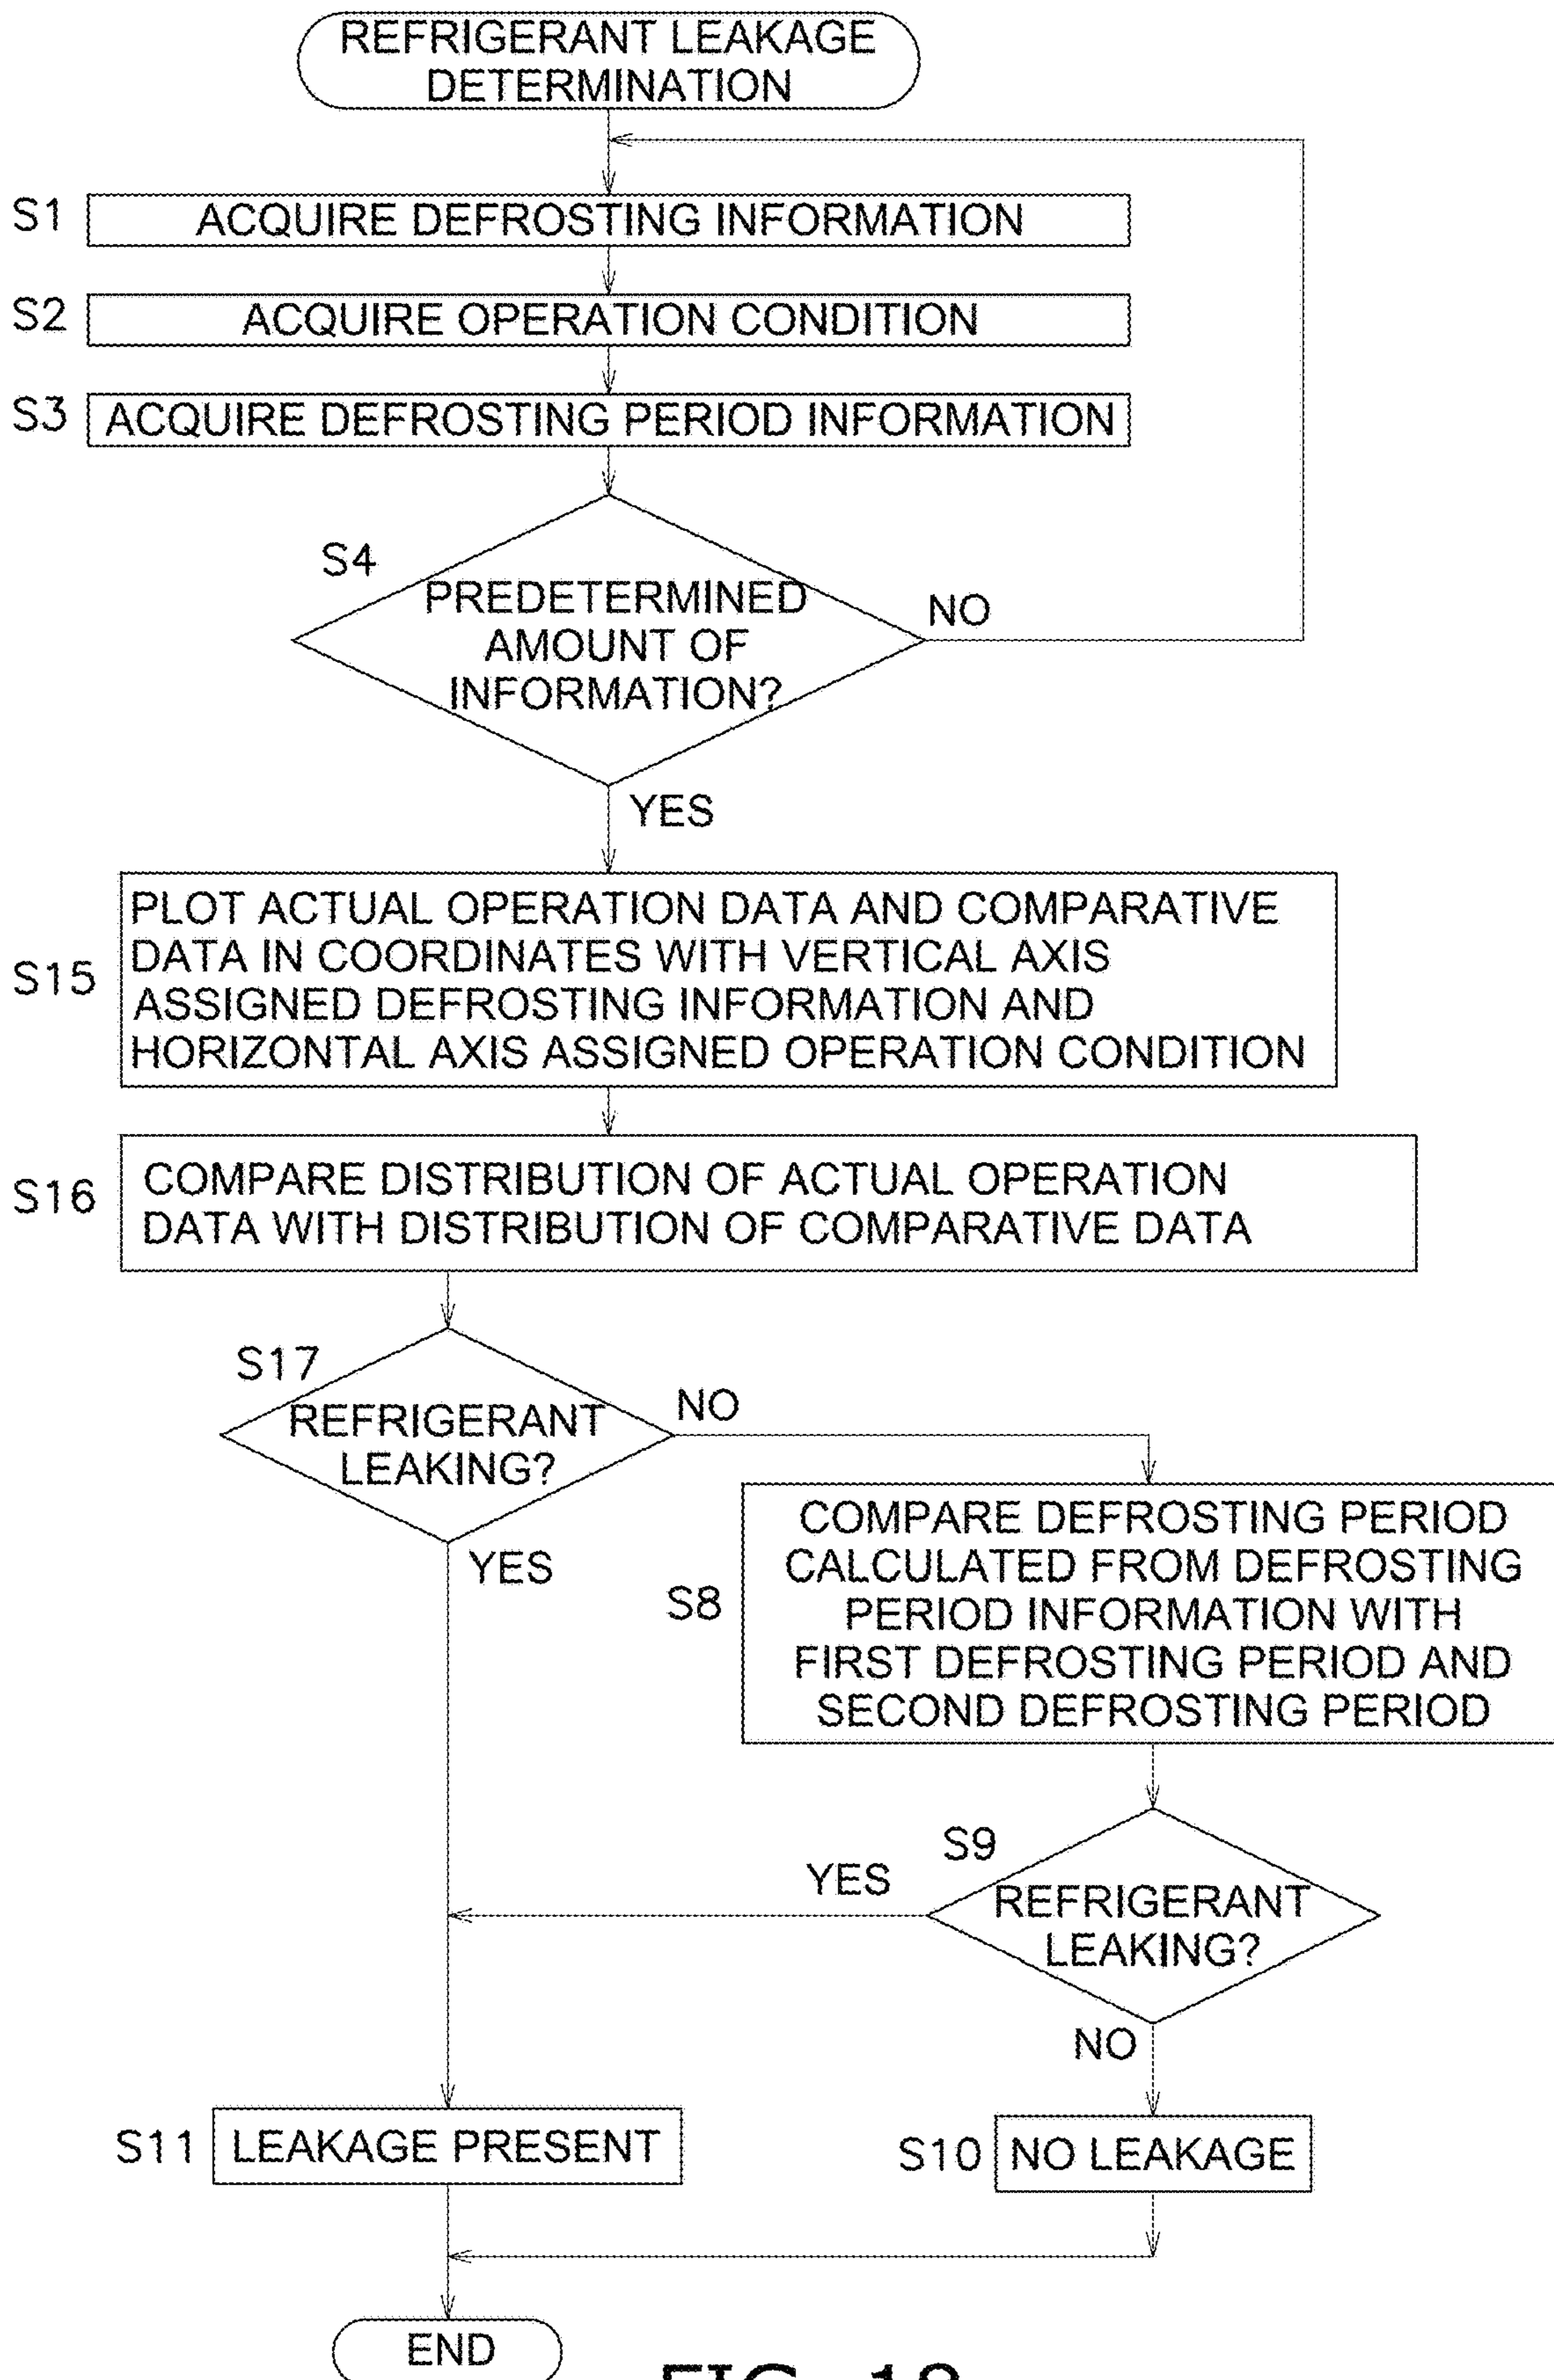 REFRIGERANT LEAKAGE
DETERMINATION
S1
ACQUIRE DEFROSTING INFORMATION
S2
ACQUIRE OPERATION CONDITION
S3
ACQUIRE DEFROSTING PERIOD INFORMATION
S4
PREDETERMINED
AMOUNT OF
INFORMATION?
NO
YES
S15
PLOT ACTUAL OPERATION DATA AND COMPARATIVE
DATA IN COORDINATES WITH VERTICAL AXIS
ASSIGNED DEFROSTING INFORMATION AND
HORIZONTAL AXIS ASSIGNED OPERATION CONDITION
S16
COMPARE DISTRIBUTION OF ACTUAL OPERATION
DATA WITH DISTRIBUTION OF COMPARATIVE DATA
S17
REFRIGERANT
LEAKING?
NO
YES
S8
COMPARE DEFROSTING PERIOD
CALCULATED FROM DEFROSTING
PERIOD INFORMATION WITH
FIRST DEFROSTING PERIOD AND
SECOND DEFROSTING PERIOD
S9
REFRIGERANT
LEAKING?
YES
NO
S11
LEAKAGE PRESENT
S10
NO LEAKAGE
END